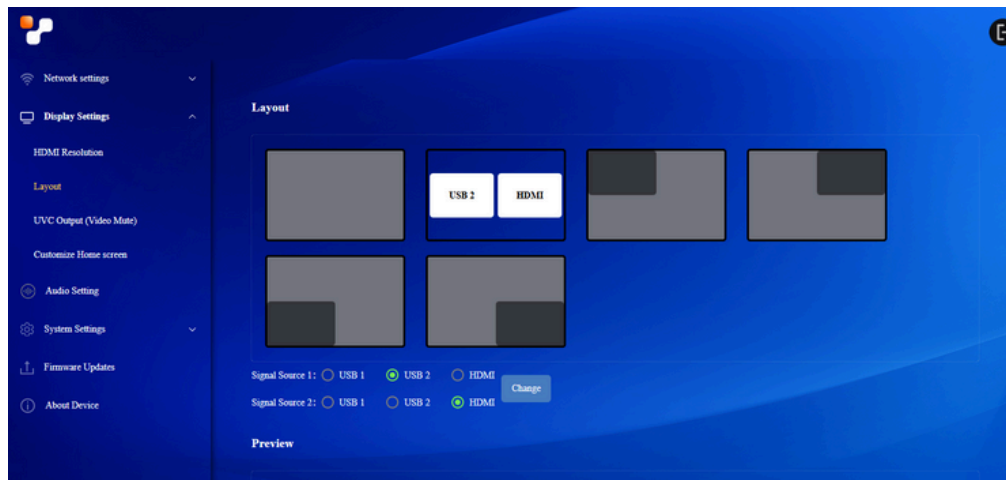 Network settings
Display Settings
HDMI Resolution
Layout
UVC Output (Video Mute)
Customize Home screen
Audio Setting
System Settings
Firmware Updates
About Device
Layout
USB 2 HDMI
Signal Source 1: USB 1 USB 2 HDMI
Change
Signal Source 2: USB 1 USB 2 HDMI
Preview